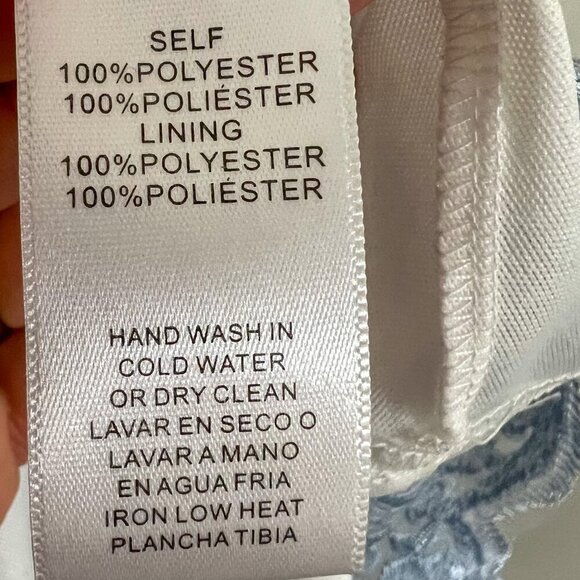 SELF
100%POLYESTER
100%POLIÉSTER
LINING
100%POLYESTER
100%POLIÉSTER
HAND WASH IN
COLD WATER
OR DRY CLEAN
LAVAR EN SECO O
LAVAR A MANO
EN AGUA FRIA
IRON LOW HEAT
PLANCHA TIBIA